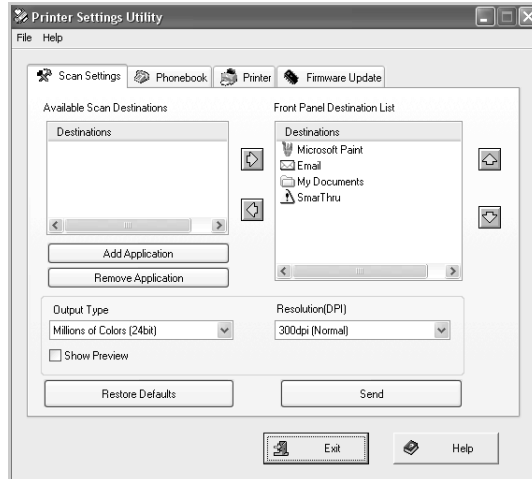 Printer Settings Utility
File Help
Scan Settings Phonebook Printer Firmware Update
Available Scan Destinations
Destinations
Add Application
Remove Application
Front Panel Destination List
Destinations
Microsoft Paint
Email
My Documents
SmarThru
Output Type
Millions of Colors (24bit)
Show Preview
Resolution(DPI)
300dpi (Normal)
Restore Defaults
Send
Exit
Help